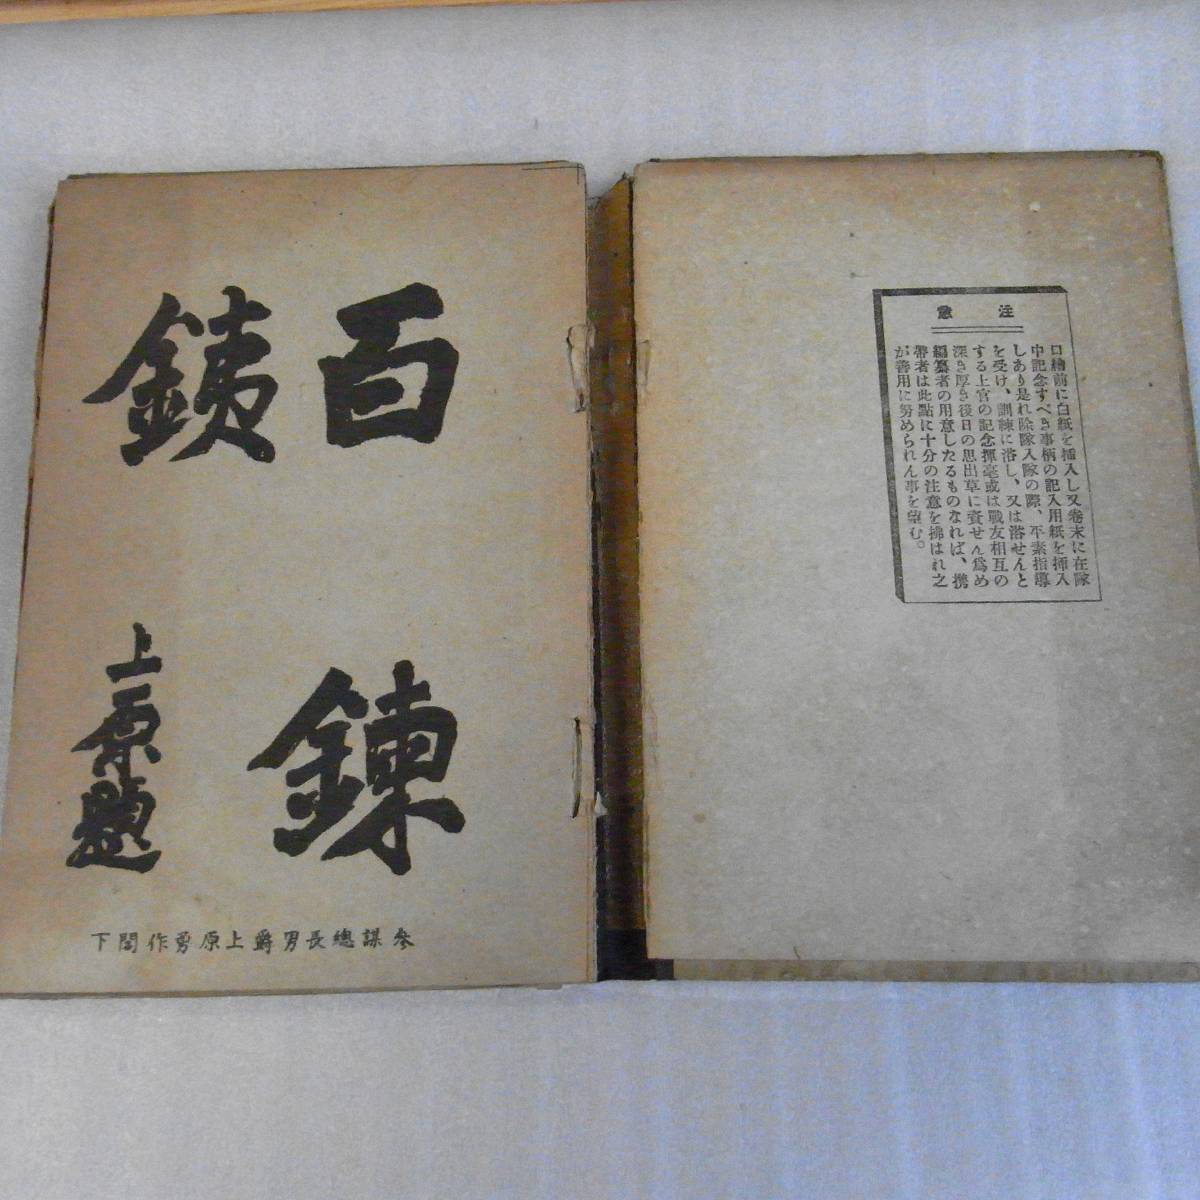 注意
口繪前に白紙を挿入し又卷末に在隊
中記念すべき事柄の記入用紙を挿入
しあり是れ除隊入隊の際、平素指導
を受け、訓練に浴し、又は浴せんと
する上官の記念揮毫或は戰友相互の
深き厚き後日の思出草に資せん爲め
編纂者の用意したるものなれば、携
帶者は此點に十分の注意を拂はれ之
が善用に努められん事を望む。
百鍊
銕
上原題
參謀總長男爵上原勇作閣下